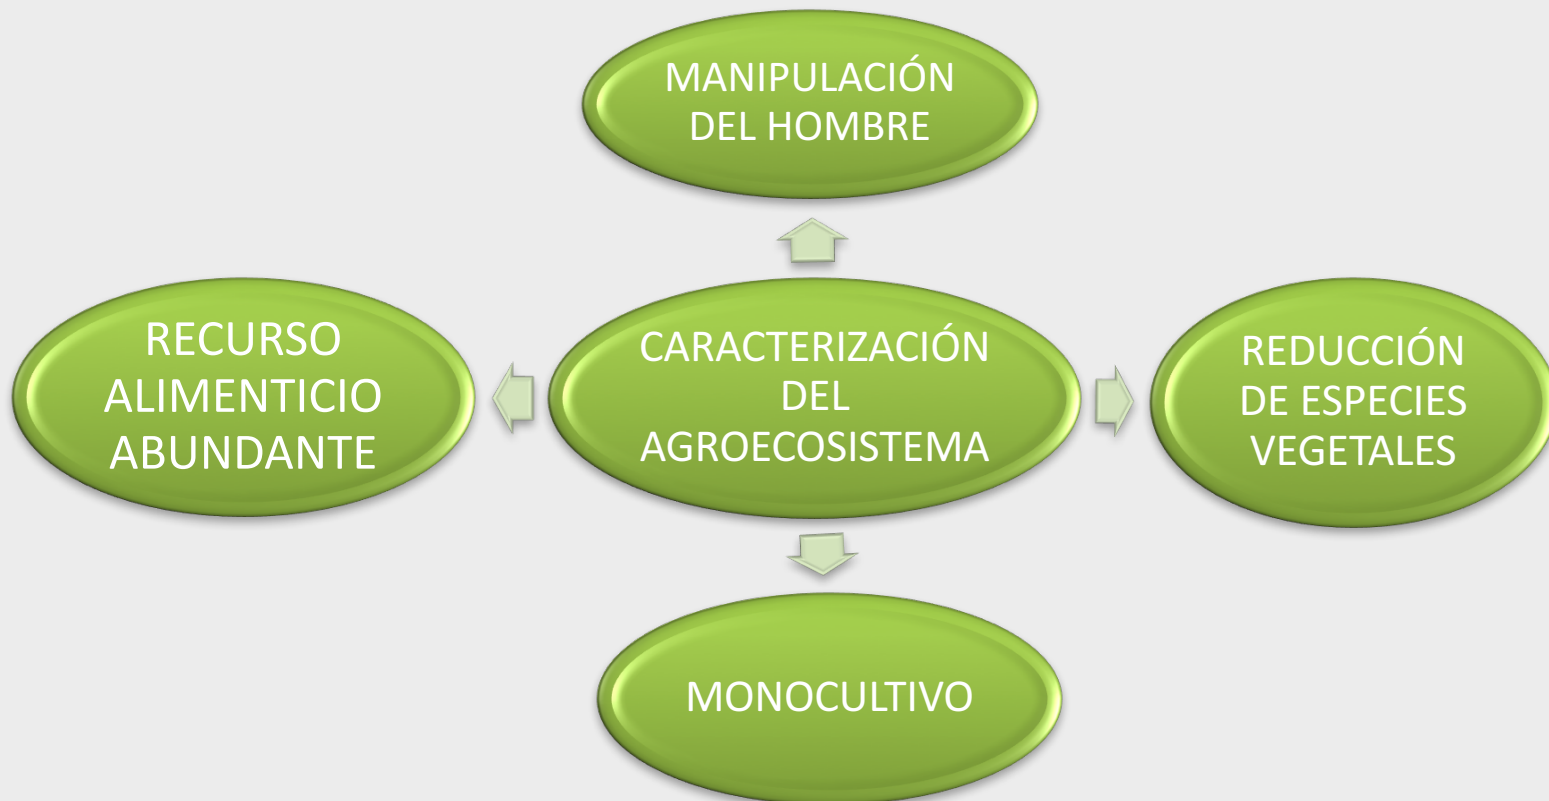 MANIPULACIÓN
DEL HOMBRE
RECURSO
ALIMENTICIO
ABUNDANTE
CARACTERIZACIÓN
DEL
AGROECOSISTEMA
REDUCCIÓN
DE ESPECIES
VEGETALES
MONOCULTIVO